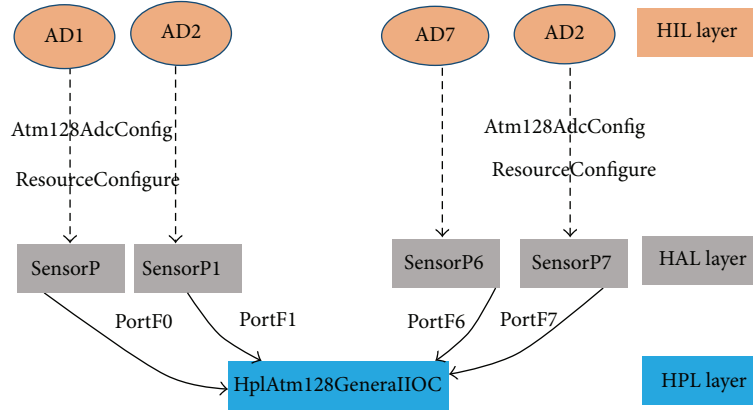 AD1
AD2
AD7
AD2
HIL layer
Atm128AdcConfig
ResourceConfigure
Atm128AdcConfig
ResourceConfigure
SensorP
SensorP1
SensorP6
SensorP7
HAL layer
PortF0
PortF1
PortF6
PortF7
HplAtm128GeneraIIOC
HPL layer